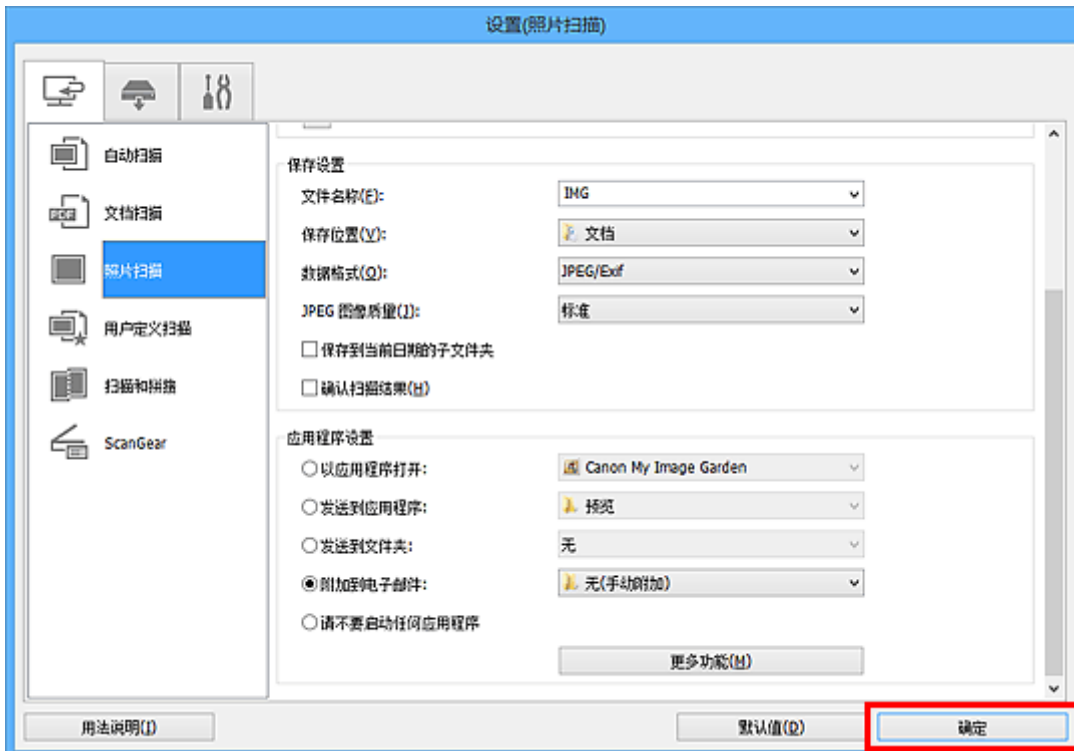 设置(照片扫描)
自动扫描
文档扫描
照片扫描
用户定义扫描
扫描和拼接
ScanGear
保存设置
文件名称(F): IMG
保存位置(V): 文档
数据格式(O): JPEG/Exif
JPEG 图像质量(J): 标准
保存到当前日期的子文件夹
确认扫描结果(H)
应用程序设置
以应用程序打开: Canon My Image Garden
发送到应用程序: 预览
发送到文件夹: 无
附加到电子邮件: 无(手动附加)
请不要启动任何应用程序
更多功能(M)
用法说明(I) 默认值(D) 确定